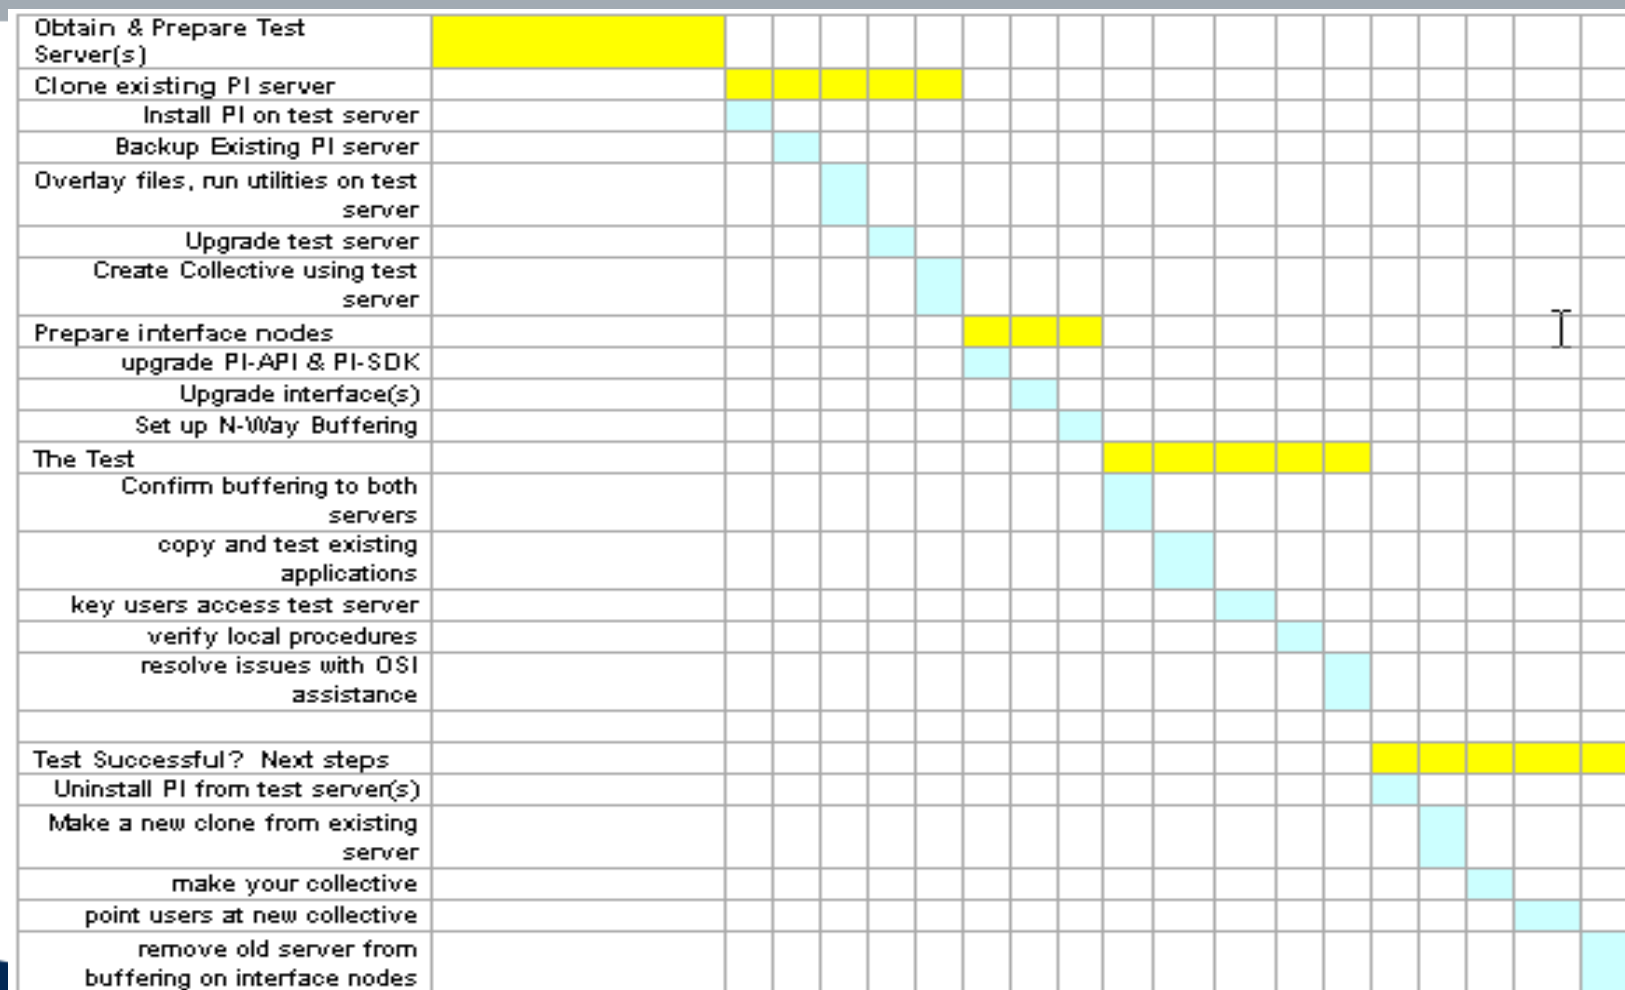 Obtain & Prepare Test
Server(s)
Clone existing PI server
Install PI on test server
Backup Existing PI server
Overlay files, run utilities on test
server
Upgrade test server
Create Collective using test
server
Prepare interface nodes
upgrade PI-API & PI-SDK
Upgrade interface(s)
Set up N-Way Buffering
The Test
Confirm buffering to both
servers
copy and test existing
applications
key users access test server
verify local procedures
resolve issues with OSI
assistance
Test Successful? Next steps
Uninstall PI from test server(s)
Make a new clone from existing
server
make your collective
point users at new collective
remove old server from
buffering on interface nodes